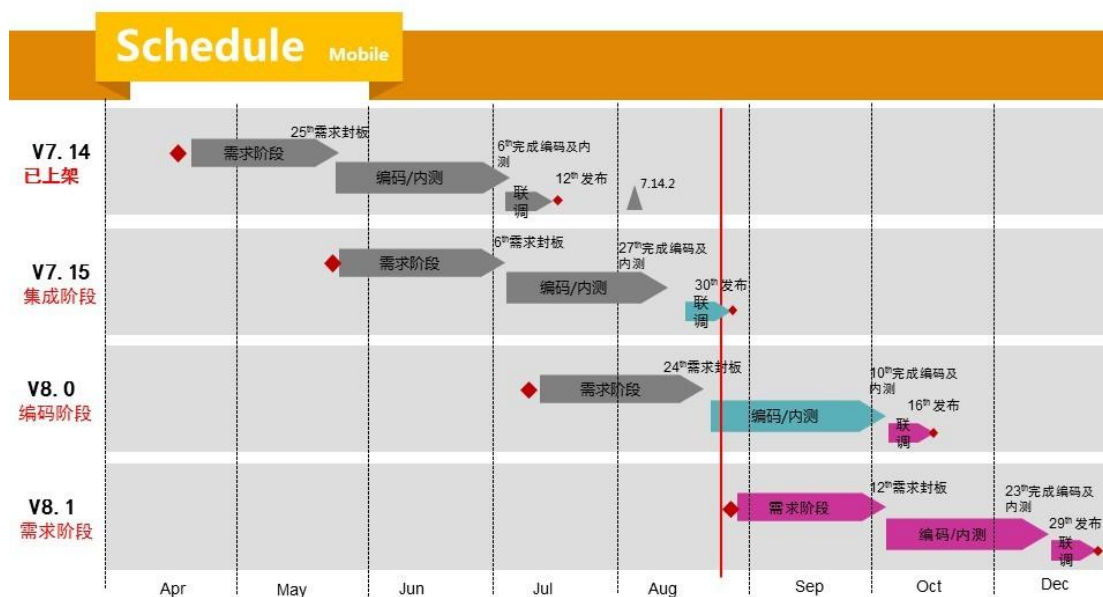 Schedule Mobile
V7.14
已上架
需求阶段
25th需求封板
编码/内测
6th完成编码及内
测
联
调
12th 发布
7.14.2
V7.15
集成阶段
需求阶段
6th需求封板
编码/内测
27th完成编码及
内测
30th 发布
联
调
V8.0
编码阶段
需求阶段
24th需求封板
编码/内测
10th完成编码及
内测
16th 发布
联
调
V8.1
需求阶段
需求阶段
12th需求封板
编码/内测
23th完成编码及
内测
29th 发布
联
调
Apr May Jun Jul Aug Sep Oct Dec